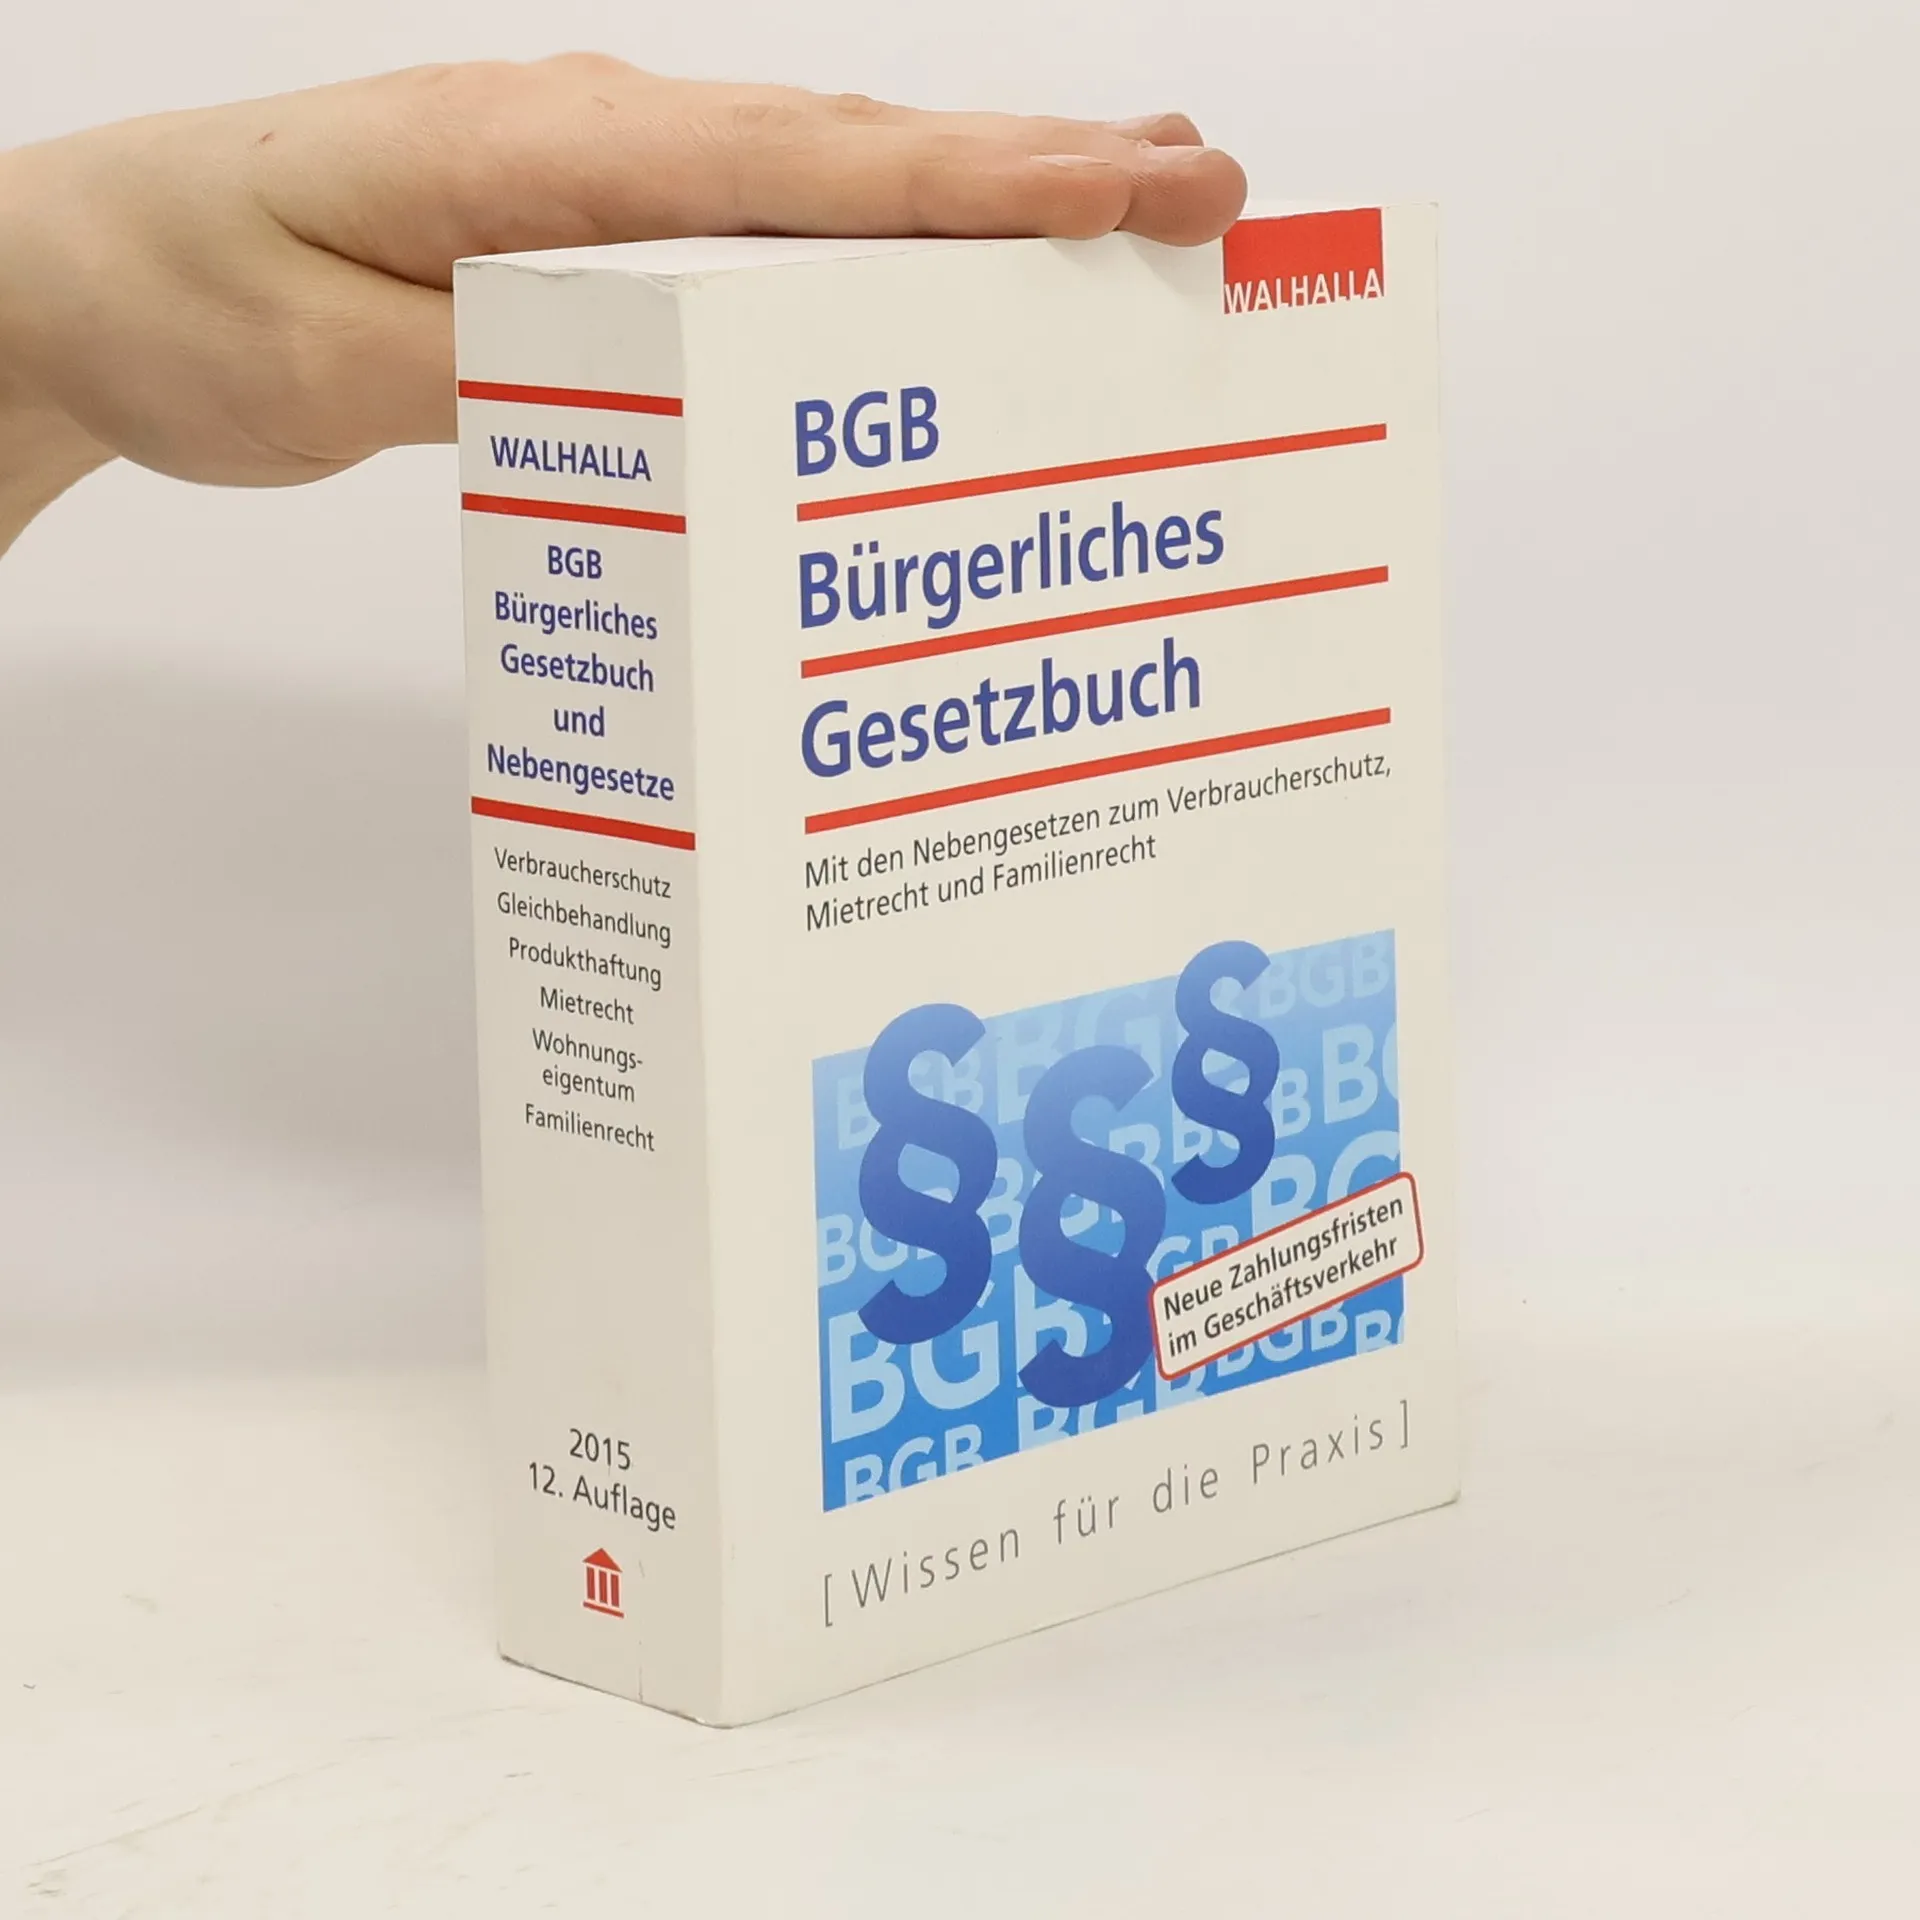 WALHALLA
BGB
Bürgerliches
Gesetzbuch
und
Nebengesetze
Verbraucherschutz
Gleichbehandlung
Produkthaftung
Mietrecht
Wohnungs-
eigentum
Familienrecht
2015
12. Auflage
WALHALLA
BGB
Bürgerliches
Gesetzbuch
Mit den Nebengesetzen zum Verbraucherschutz,
Mietrecht und Familienrecht
§ § §
Neue Zahlungsfristen
im Geschäftsverkehr
[Wissen für die Praxis]